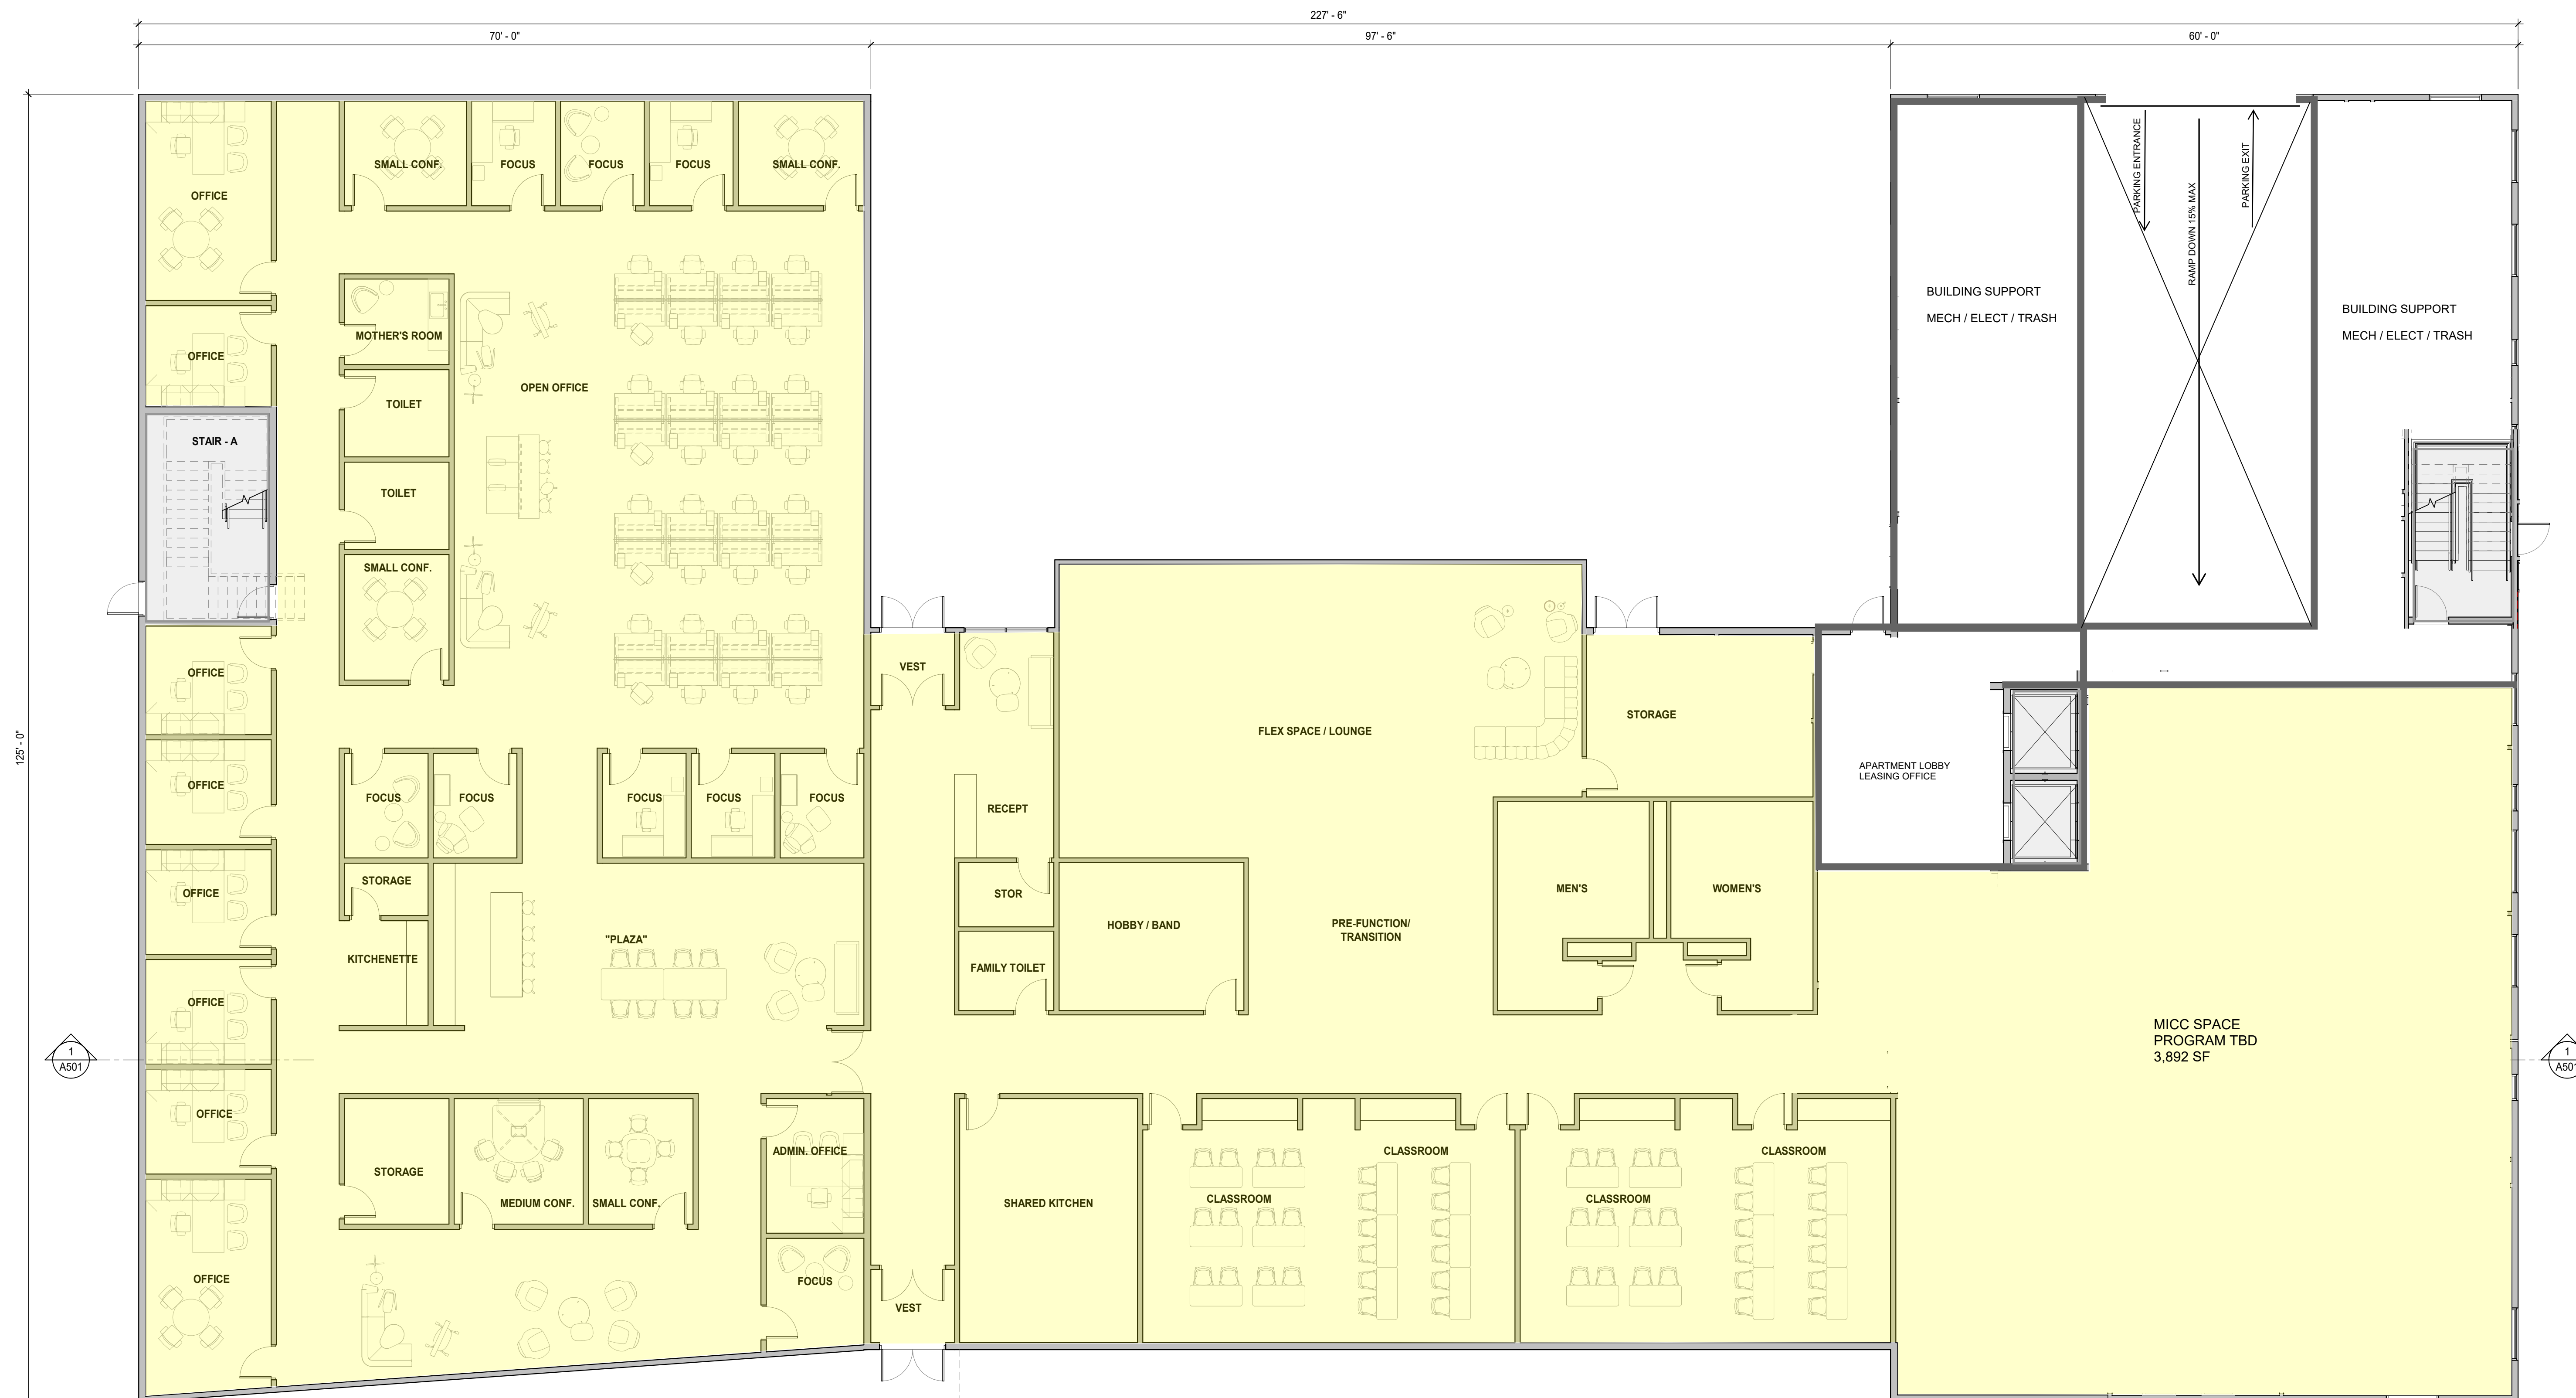 227' - 6"
70' - 0"
97' - 6"
60' - 0"
125' - 0"
SMALL CONF.
FOCUS
FOCUS
FOCUS
SMALL CONF.
OFFICE
PARKING ENTRANCE
RAMP DOWN 15% MAX
PARKING EXIT
BUILDING SUPPORT
MECH / ELECT / TRASH
BUILDING SUPPORT
MECH / ELECT / TRASH
MOTHER'S ROOM
OFFICE
OPEN OFFICE
TOILET
STAIR - A
TOILET
SMALL CONF.
OFFICE
VEST
STORAGE
FLEX SPACE / LOUNGE
APARTMENT LOBBY
LEASING OFFICE
OFFICE
FOCUS
FOCUS
FOCUS
FOCUS
FOCUS
RECEPT
STORAGE
OFFICE
STOR
MEN'S
WOMEN'S
HOBBY / BAND
PRE-FUNCTION/
TRANSITION
"PLAZA"
KITCHENETTE
FAMILY TOILET
OFFICE
MICC SPACE
PROGRAM TBD
3,892 SF
1
A501
1
A501
OFFICE
ADMIN. OFFICE
CLASSROOM
CLASSROOM
STORAGE
MEDIUM CONF.
SMALL CONF.
SHARED KITCHEN
CLASSROOM
CLASSROOM
OFFICE
FOCUS
VEST